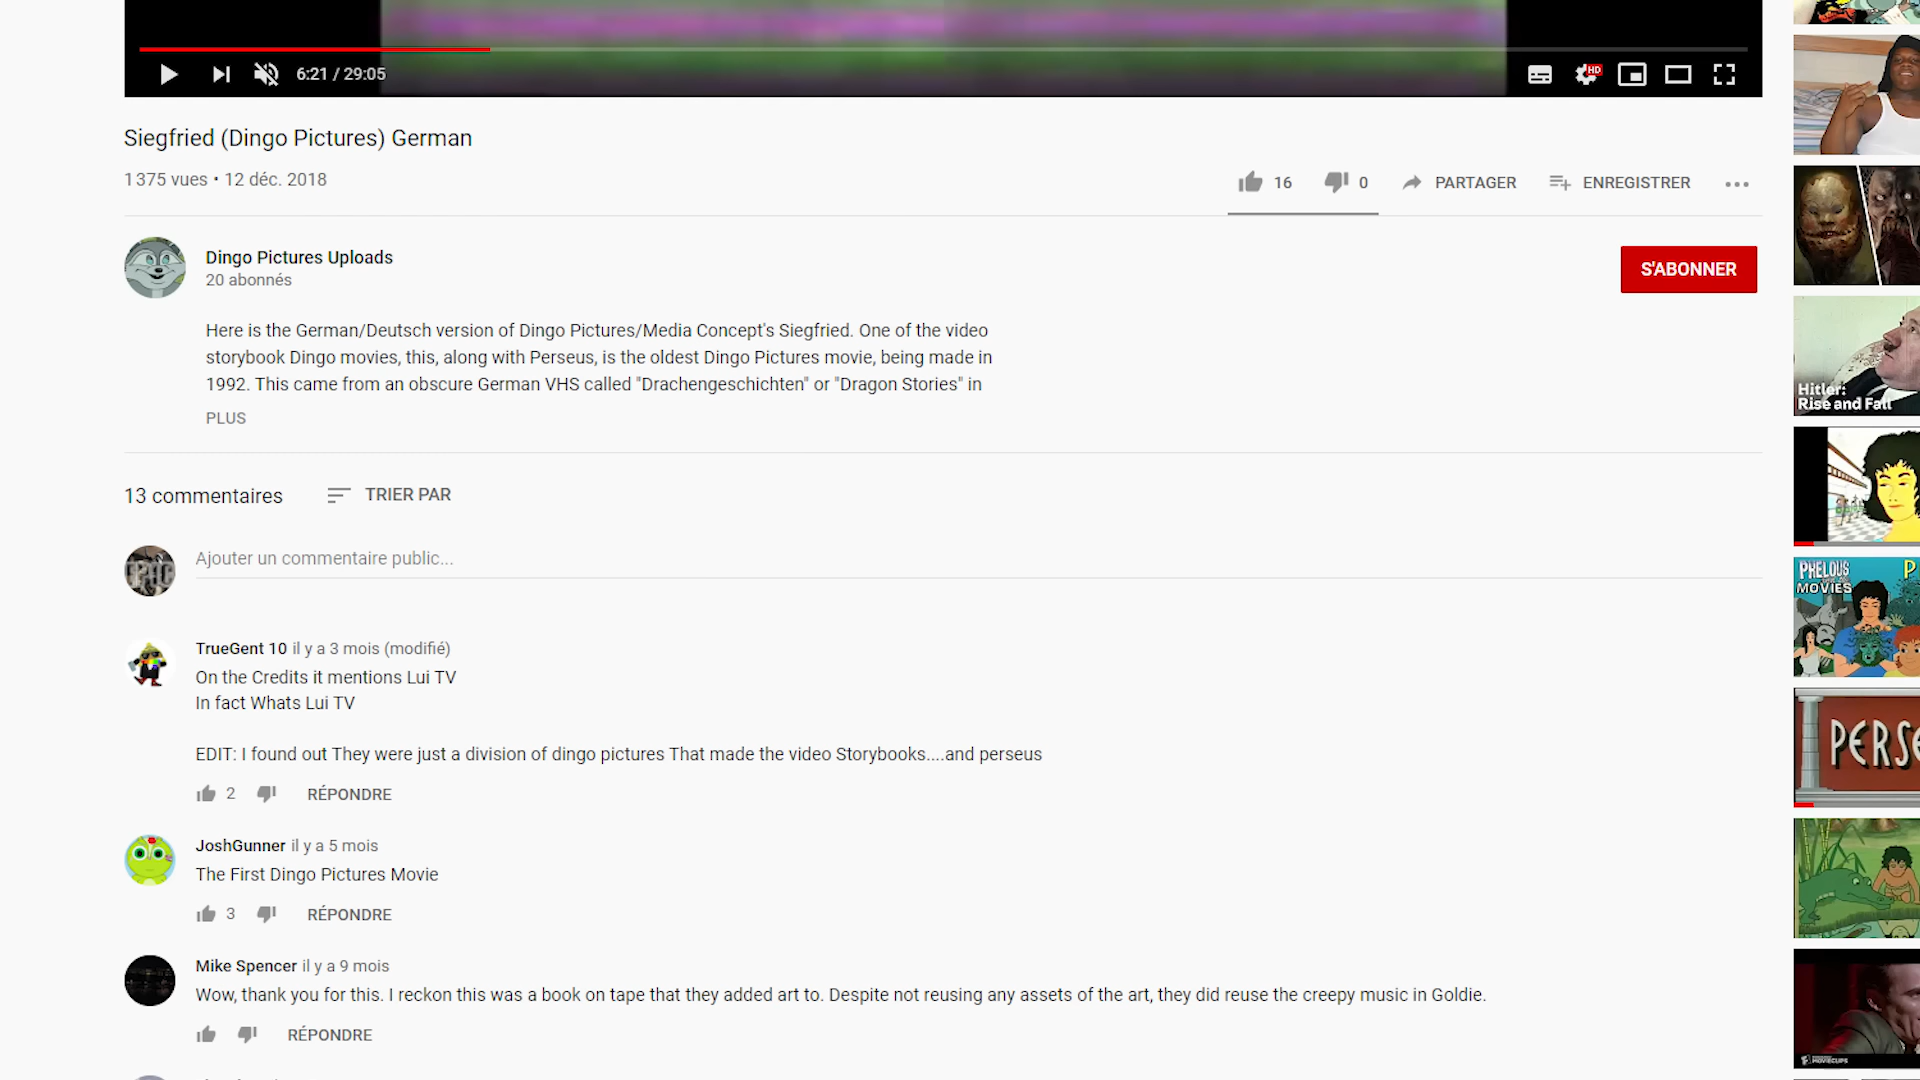 6:21 / 29:05
HD
Siegfried (Dingo Pictures) German
1 375 vues • 12 déc. 2018
16
0
PARTAGER
ENREGISTRER
Dingo Pictures Uploads
20 abonnés
S'ABONNER
Here is the German/Deutsch version of Dingo Pictures/Media Concept's Siegfried. One of the video
storybook Dingo movies, this, along with Perseus, is the oldest Dingo Pictures movie, being made in
1992. This came from an obscure German VHS called "Drachengeschichten" or "Dragon Stories" in
PLUS
13 commentaires
TRIER PAR
Ajouter un commentaire public...
EPIC
TrueGent 10 il y a 3 mois (modifié)
On the Credits it mentions Lui TV
In fact Whats Lui TV
EDIT: I found out They were just a division of dingo pictures That made the video Storybooks....and perseus
2
RÉPONDRE
JoshGunner il y a 5 mois
The First Dingo Pictures Movie
3
RÉPONDRE
Mike Spencer il y a 9 mois
Wow, thank you for this. I reckon this was a book on tape that they added art to. Despite not reusing any assets of the art, they did reuse the creepy music in Goldie.
RÉPONDRE
Hitler:
Rise and Fall
PHELOUS
MOVIES
P
PERSE
MOVIECLIPS